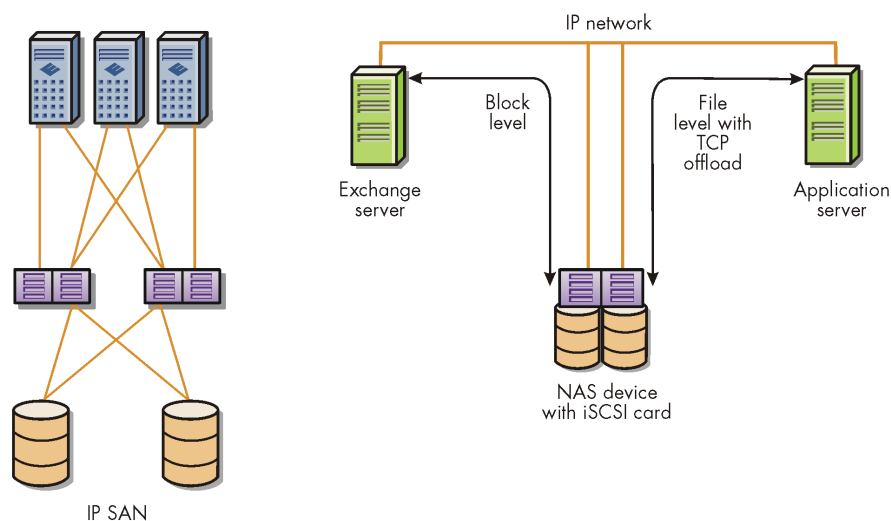 IP network
Block
level
File
level with
TCP
offload
Exchange
server
Application
server
NAS device
with iSCSI card
IP SAN